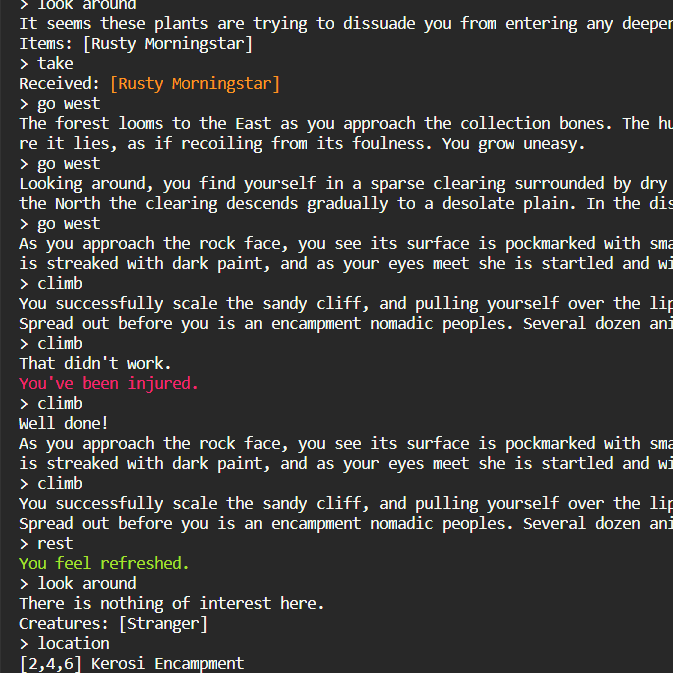 > look around
It seems these plants are trying to dissuade you from entering any deeper
Items: [Rusty Morningstar]
> take
Received: [Rusty Morningstar]
> go west
The forest looms to the East as you approach the collection bones. The hu
re it lies, as if recoiling from its foulness. You grow uneasy.
> go west
Looking around, you find yourself in a sparse clearing surrounded by dry
the North the clearing descends gradually to a desolate plain. In the dis
> go west
As you approach the rock face, you see its surface is pockmarked with sma
is streaked with dark paint, and as your eyes meet she is startled and wi
> climb
You successfully scale the sandy cliff, and pulling yourself over the lip
Spread out before you is an encampment nomadic peoples. Several dozen ani
> climb
That didn't work.
You've been injured.
> climb
Well done!
As you approach the rock face, you see its surface is pockmarked with sma
is streaked with dark paint, and as your eyes meet she is startled and wi
> climb
You successfully scale the sandy cliff, and pulling yourself over the lip
Spread out before you is an encampment nomadic peoples. Several dozen ani
> rest
You feel refreshed.
> look around
There is nothing of interest here.
Creatures: [Stranger]
> location
[2,4,6] Kerosi Encampment